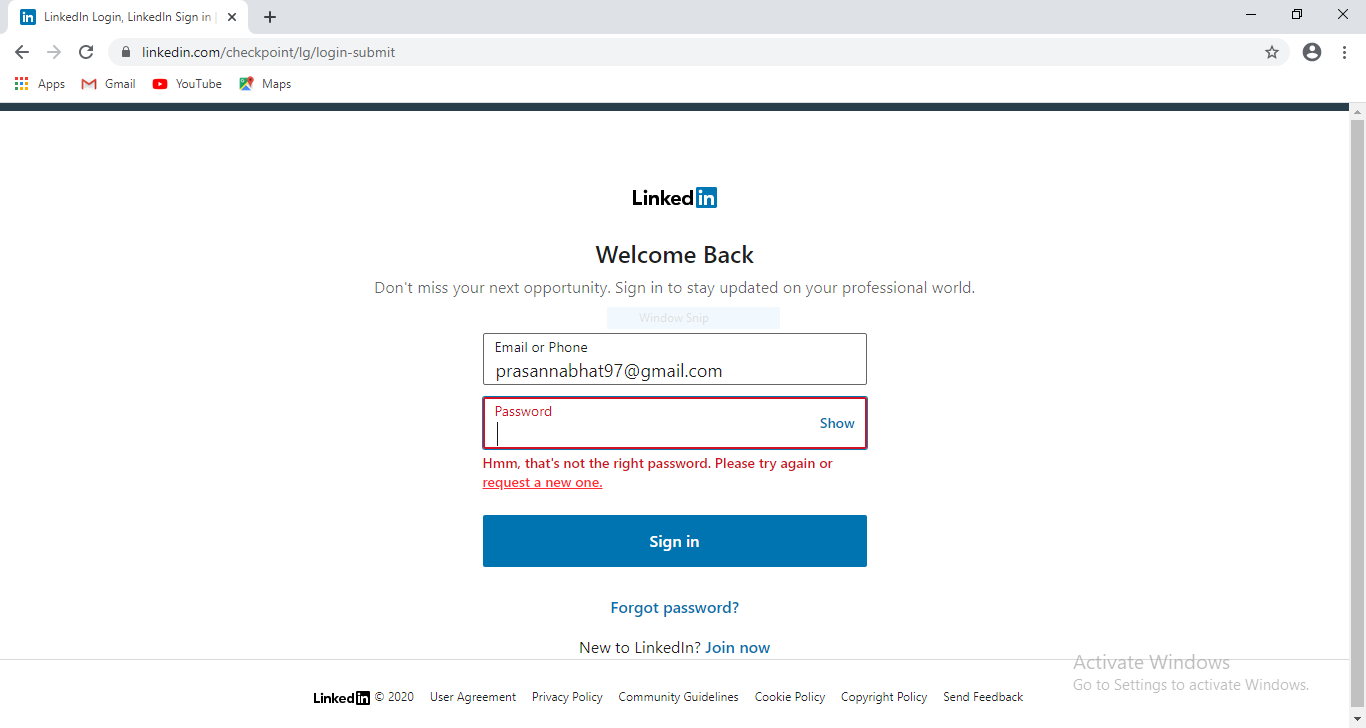 LinkedIn Login, LinkedIn Sign in
linkedin.com/checkpoint/lg/login-submit
Apps Gmail YouTube Maps
Linked in
Welcome Back
Don't miss your next opportunity. Sign in to stay updated on your professional world.
Window Snip
Email or Phone
prasannabhat97@gmail.com
Password
Show
Hmm, that's not the right password. Please try again or
request a new one.
Sign in
Forgot password?
New to LinkedIn? Join now
Activate Windows
Go to Settings to activate Windows.
Linked in © 2020 User Agreement Privacy Policy Community Guidelines Cookie Policy Copyright Policy Send Feedback